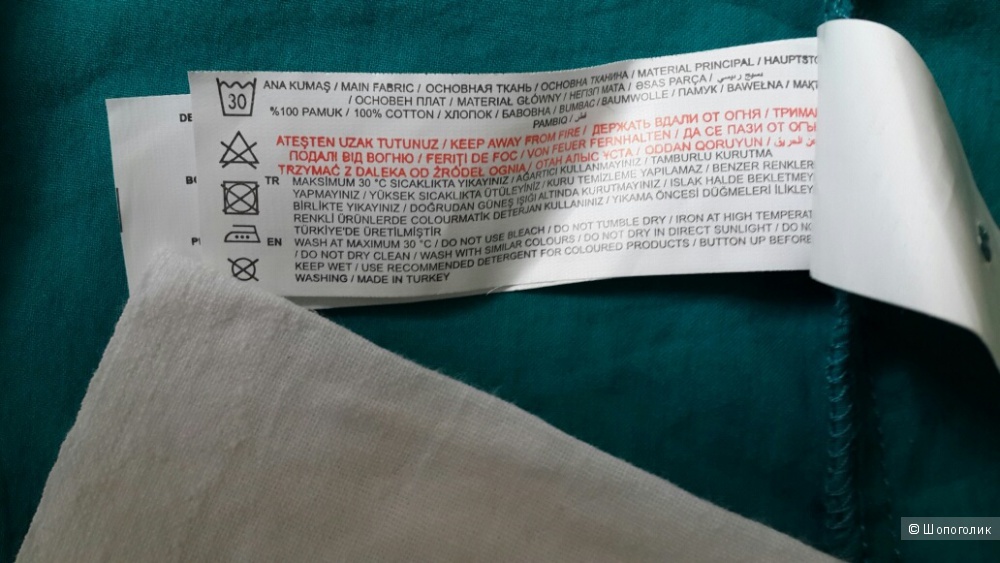 ANA KUMAŞ / MAIN FABRIC / ОСНОВНАЯ ТКАНЬ / ОСНОВНА ТКАНИНА / MATERIAL PRINCIPAL / HAUPTSTO
/ ОСНОВЕН ПЛАТ / MATERIAŁ GŁÓWNY / НЕГІЗГІ МАТА / ƏSAS PARÇA /
%100 PAMUK / 100% COTTON / ХЛОПОК / БАВОВНА / BUMBAC / BAUMWOLLE / ПАМУК / BAWEŁNA / МАҚТ
PAMBIQ / قطن
ATEŞTEN UZAK TUTUNUZ / KEEP AWAY FROM FIRE / ДЕРЖАТЬ ВДАЛИ ОТ ОГНЯ / ТРИМА
ПОДАЛІ ВІД ВОГНЮ / FERIȚI DE FOC / VON FEUER FERNHALTEN / ДА СЕ ПАЗИ ОТ ОГЪ
TRZYMAĆ Z DALEKA OD ŹRÓDEŁ OGNIA / ОТАН АЛЫС ҰСТА / ODDAN QORUYUN /
30
DE
BO
P
TR
MAKSİMUM 30 °C SICAKLIKTA YIKAYINIZ / AĞARTICI KULLANMAYINIZ / TAMBURLU KURUTMA
YAPMAYINIZ / YÜKSEK SICAKLIKTA ÜTÜLEYİNİZ / KURU TEMİZLEME YAPILAMAZ / BENZER RENKLER
BİRLİKTE YIKAYINIZ / DOĞRUDAN GÜNEŞ IŞIĞI ALTINDA KURUTMAYINIZ / ISLAK HALDE BEKLETMEY
RENKLİ ÜRÜNLERDE COLOURMATİK DETERJAN KULLANINIZ / YIKAMA ÖNCESİ DÜĞMELERİ İLİKLEY
TÜRKİYE'DE ÜRETİLMİŞTİR
EN
WASH AT MAXIMUM 30 °C / DO NOT USE BLEACH / DO NOT TUMBLE DRY / IRON AT HIGH TEMPERAT
/ DO NOT DRY CLEAN / WASH WITH SIMILAR COLOURS / DO NOT DRY IN DIRECT SUNLIGHT / DO NO
KEEP WET / USE RECOMMENDED DETERGENT FOR COLOURED PRODUCTS / BUTTON UP BEFORE
WASHING / MADE IN TURKEY
© Шопоголик